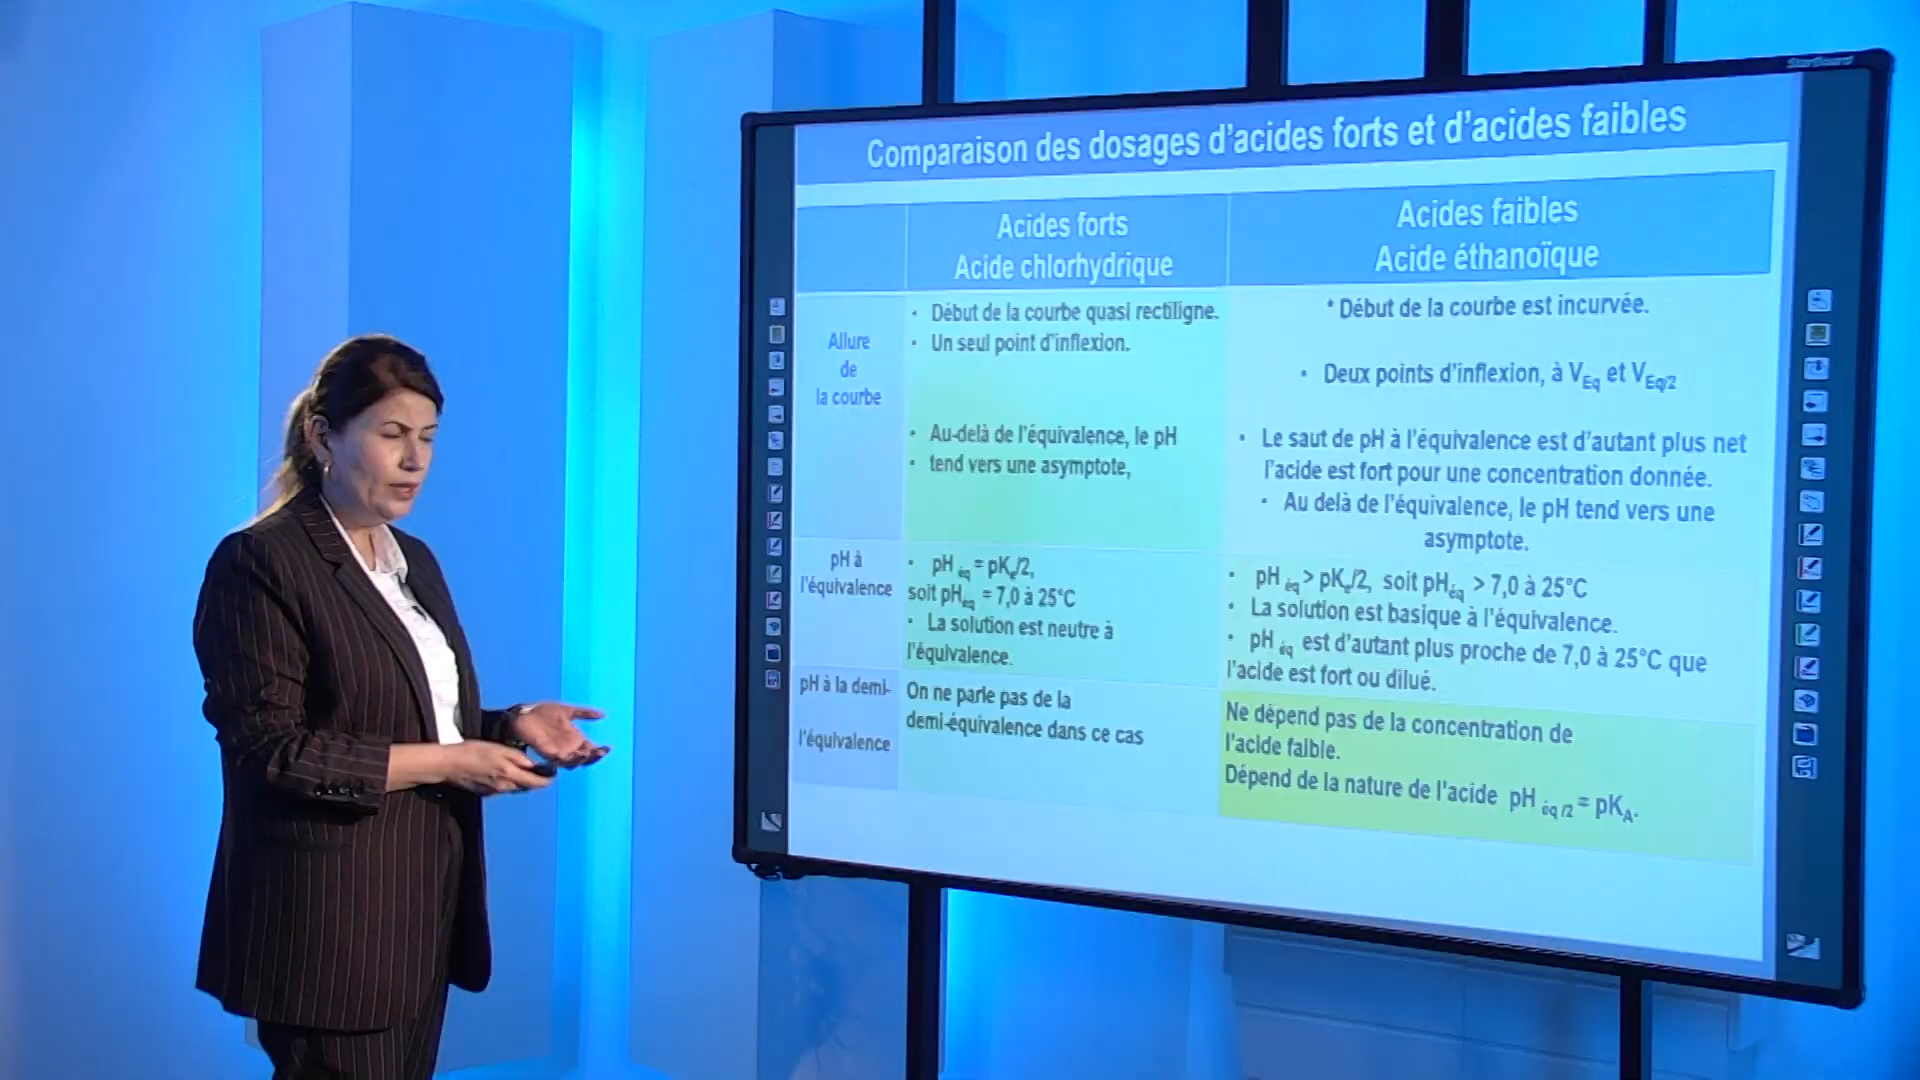 StarBoard
Comparaison des dosages d'acides forts et d'acides faibles
Acides forts
Acide chlorhydrique
Acides faibles
Acide éthanoïque
Allure
de
la courbe
• Début de la courbe quasi rectiligne.
• Un seul point d'inflexion.
• Au-delà de l'équivalence, le pH
• tend vers une asymptote,
* Début de la courbe est incurvée.
• Deux points d'inflexion, à VEq et VEq/2
• Le saut de pH à l'équivalence est d'autant plus net
l'acide est fort pour une concentration donnée.
• Au delà de l'équivalence, le pH tend vers une
asymptote.
pH à
l'équivalence
• pH éq = pKe/2,
soit pHéq = 7,0 à 25°C
• La solution est neutre à
l'équivalence.
• pH éq > pKe/2, soit pHéq > 7,0 à 25°C
• La solution est basique à l'équivalence.
• pH éq est d'autant plus proche de 7,0 à 25°C que
l'acide est fort ou dilué.
pH à la demi-
l'équivalence
On ne parle pas de la
demi-équivalence dans ce cas
Ne dépend pas de la concentration de
l'acide faible.
Dépend de la nature de l'acide pH éq /2 = pKA.